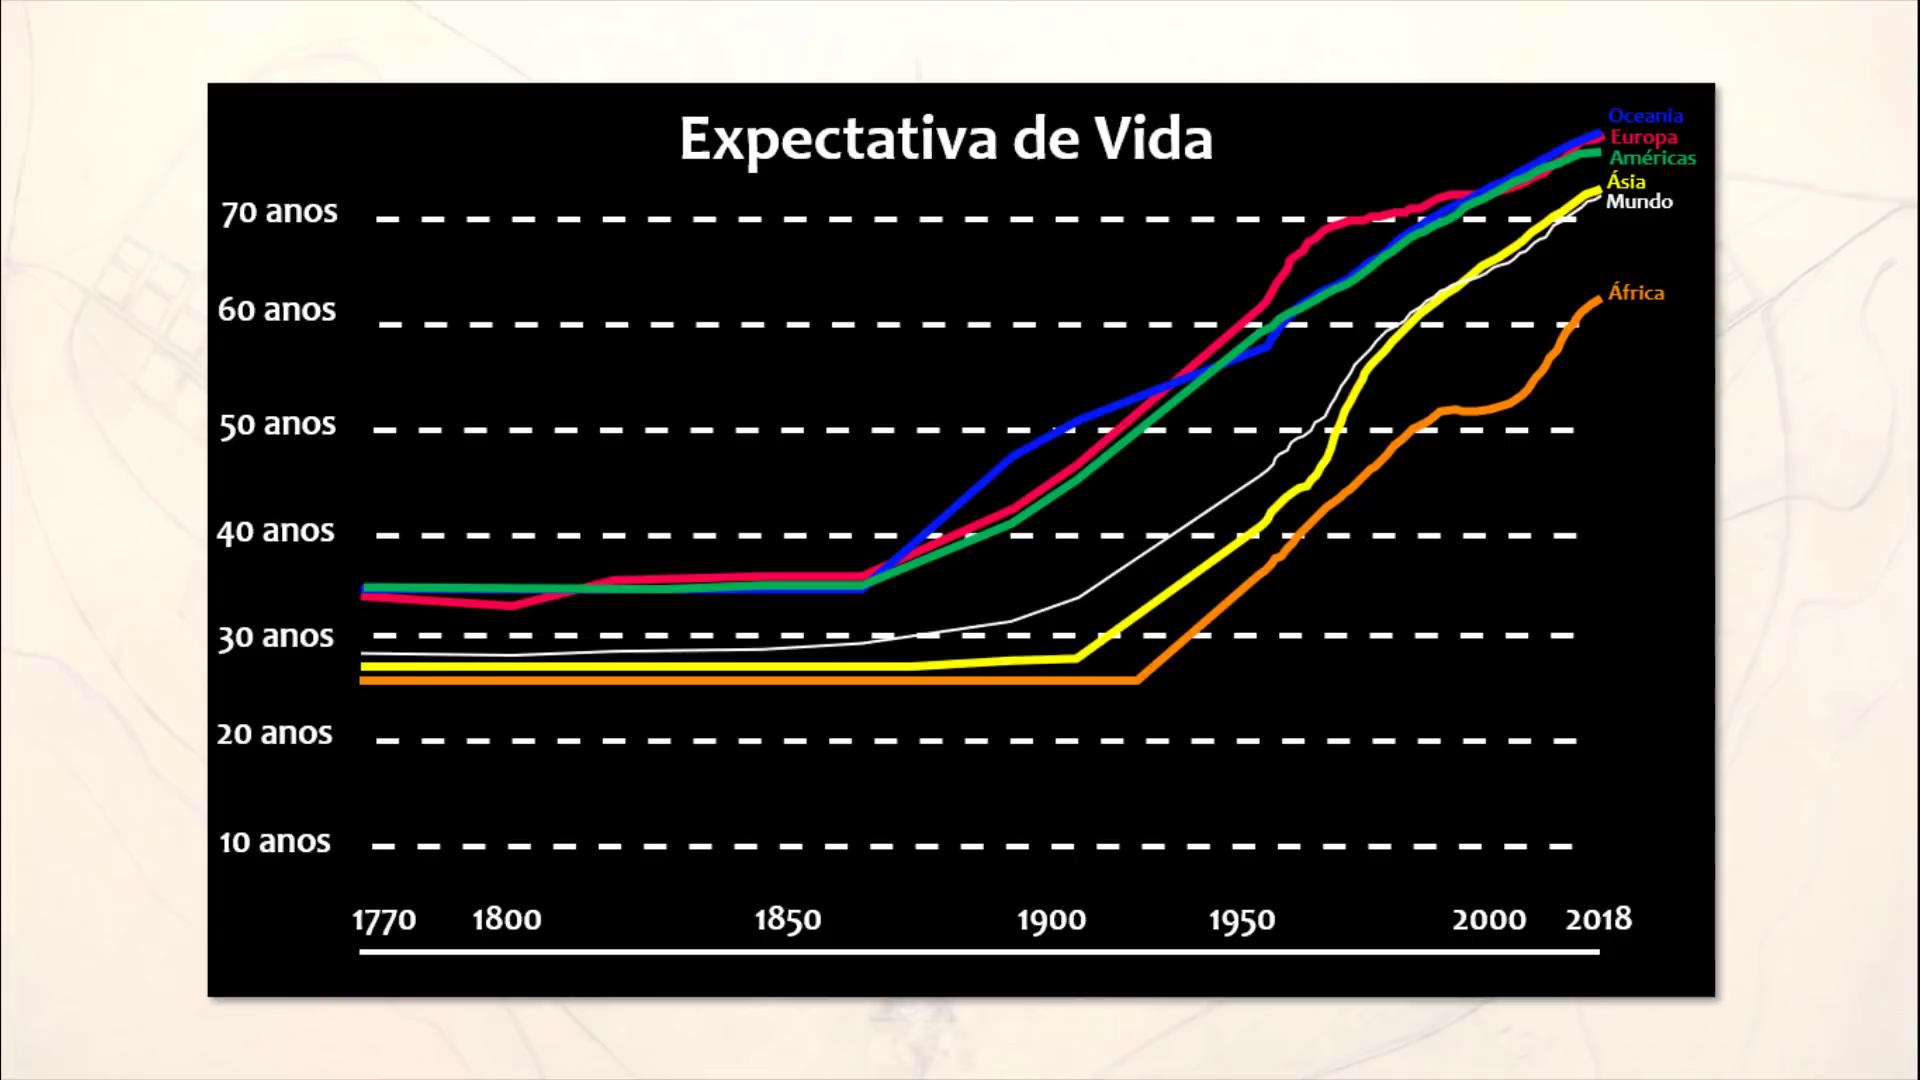 Expectativa de Vida
Oceania
Europa
Américas
Ásia
Mundo
África
70 anos
60 anos
50 anos
40 anos
30 anos
20 anos
10 anos
1770 1800 1850 1900 1950 2000 2018